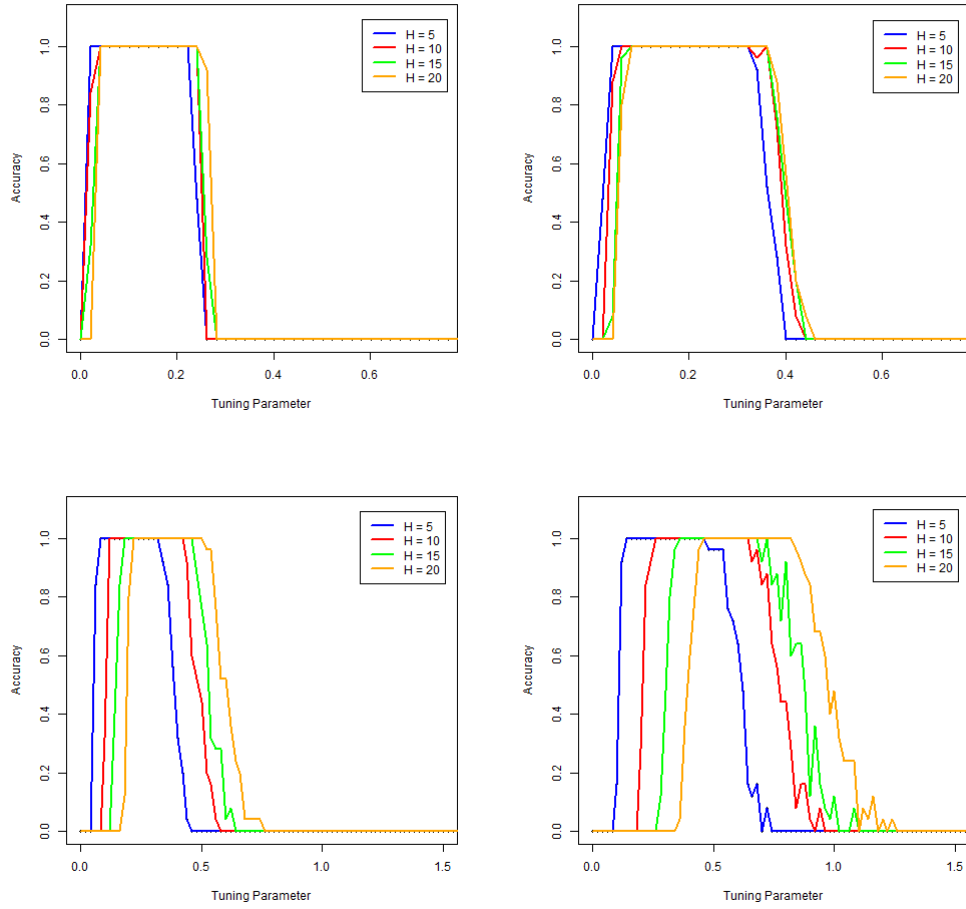 H = 5
H = 10
H = 15
H = 20
Accuracy
0.0 0.2 0.4 0.6 0.8 1.0
0.0 0.2 0.4 0.6
Tuning Parameter
H = 5
H = 10
H = 15
H = 20
Accuracy
0.0 0.2 0.4 0.6 0.8 1.0
0.0 0.2 0.4 0.6
Tuning Parameter
H = 5
H = 10
H = 15
H = 20
Accuracy
0.0 0.2 0.4 0.6 0.8 1.0
0.0 0.5 1.0 1.5
Tuning Parameter
H = 5
H = 10
H = 15
H = 20
Accuracy
0.0 0.2 0.4 0.6 0.8 1.0
0.0 0.5 1.0 1.5
Tuning Parameter